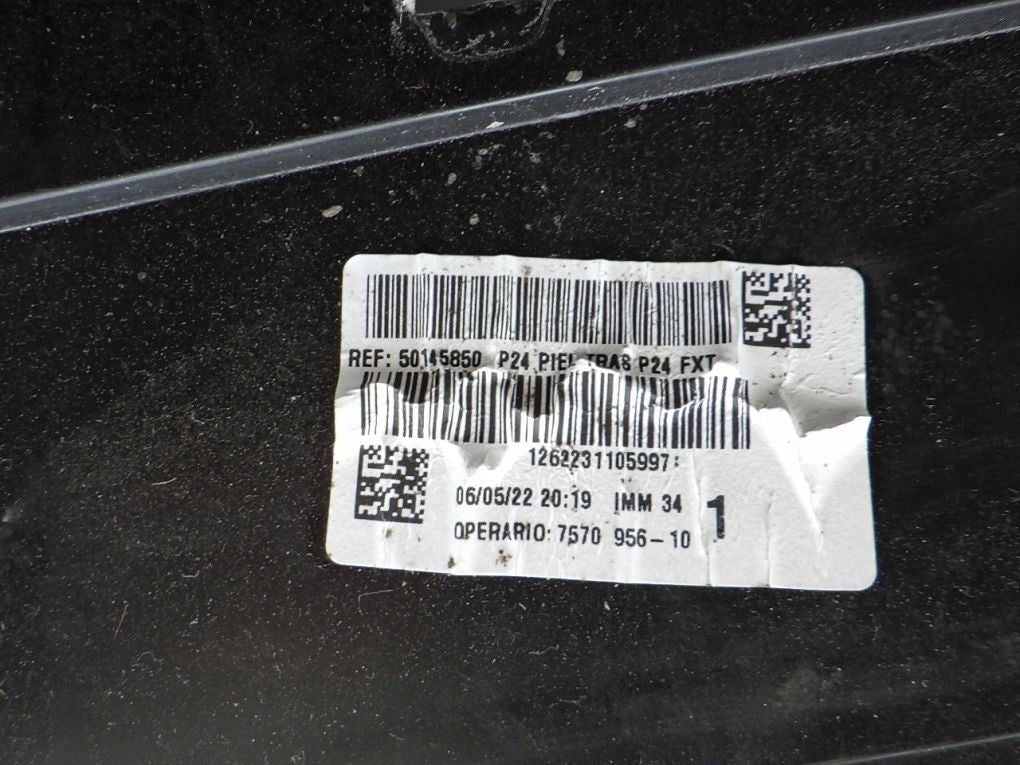 REF: 50145850 P24 PIEL TRAS P24 FXT
1262231105997
06/05/22 20:19 IMM 34 1
OPERARIO: 7570 956-10